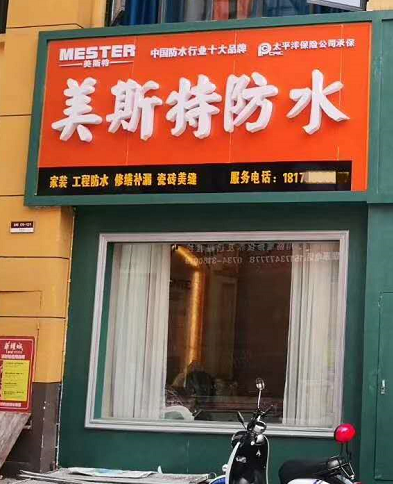 MESTER
美斯特
中国防水行业十大品牌
太平洋保险公司承保
美斯特防水
家装 工程防水 修缮补漏 瓷砖美缝 服务电话：1817